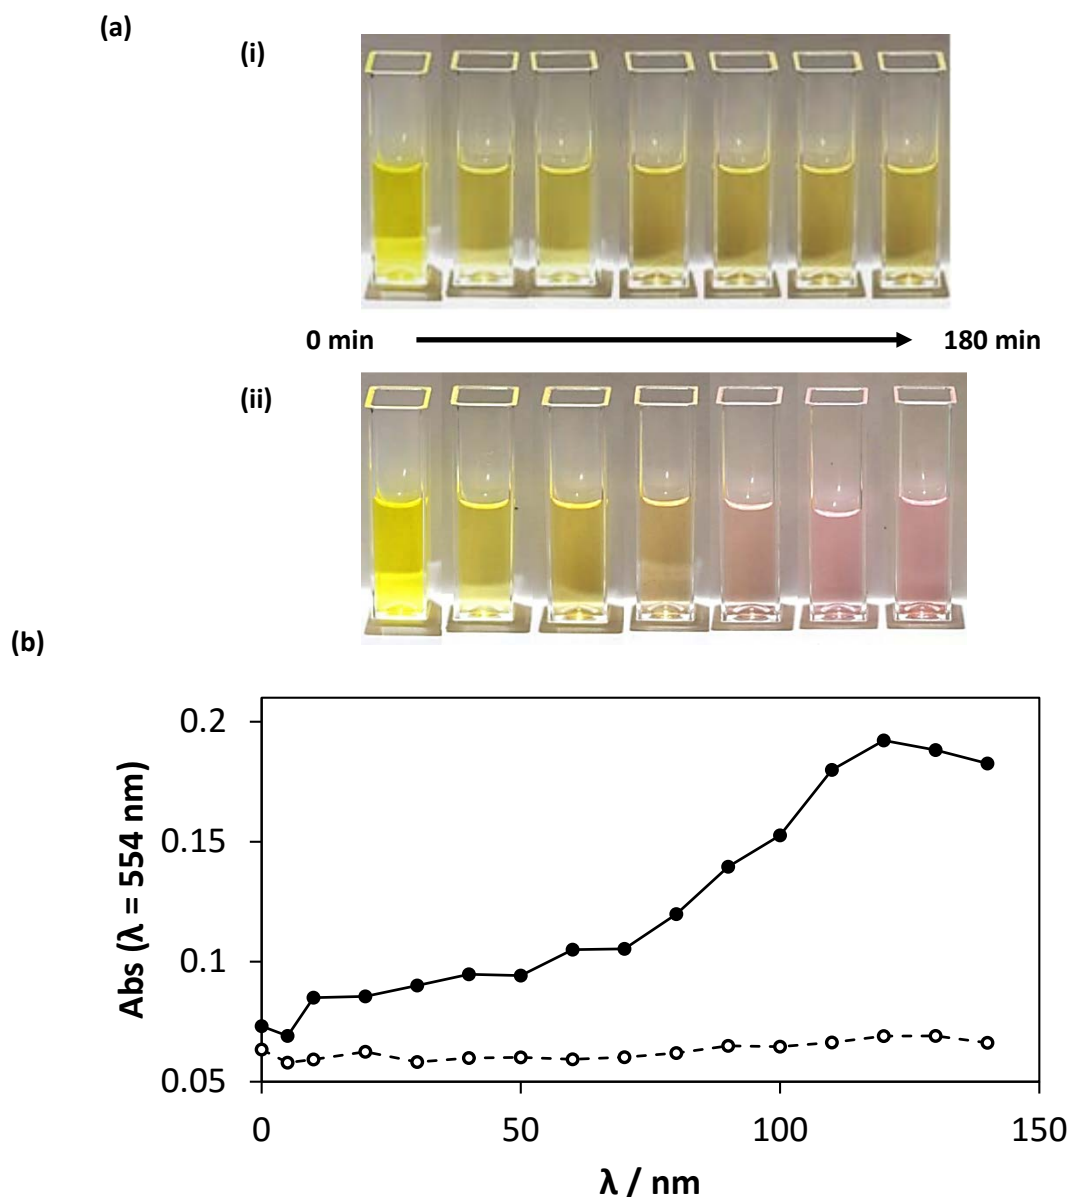 (a)
(i)
0 min
180 min
(ii)
(b)
0.2
0.15
0.1
0.05
Abs (λ = 554 nm)
0
50
100
150
λ / nm